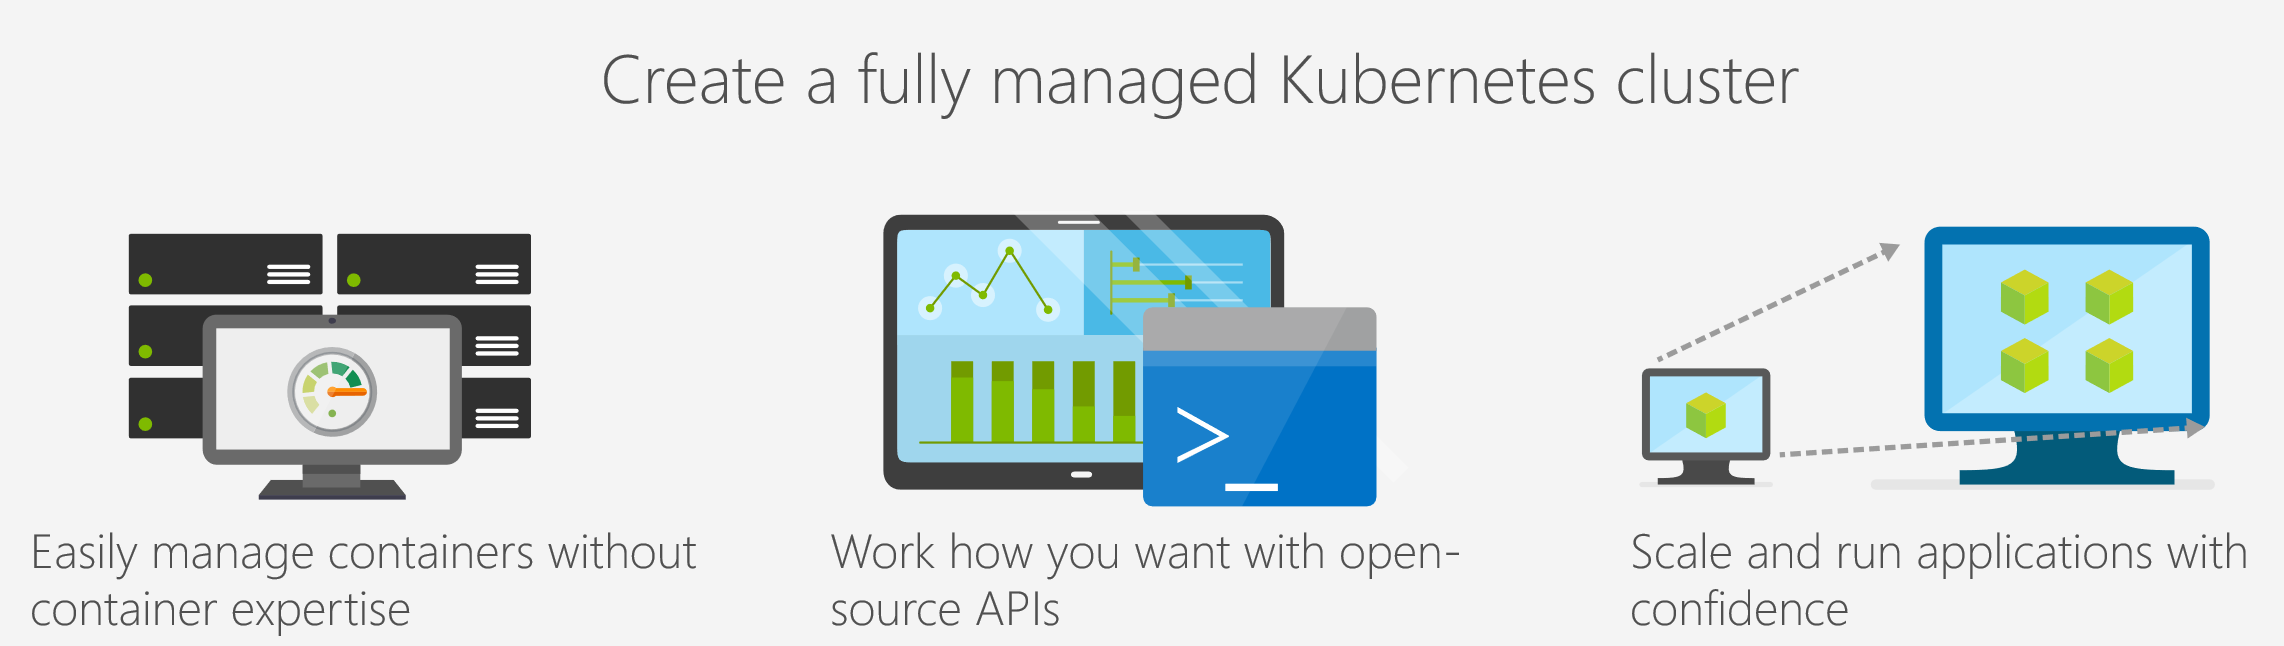 Create a fully managed Kubernetes cluster
Easily manage containers without
container expertise
Work how you want with open-
source APIs
Scale and run applications with
confidence